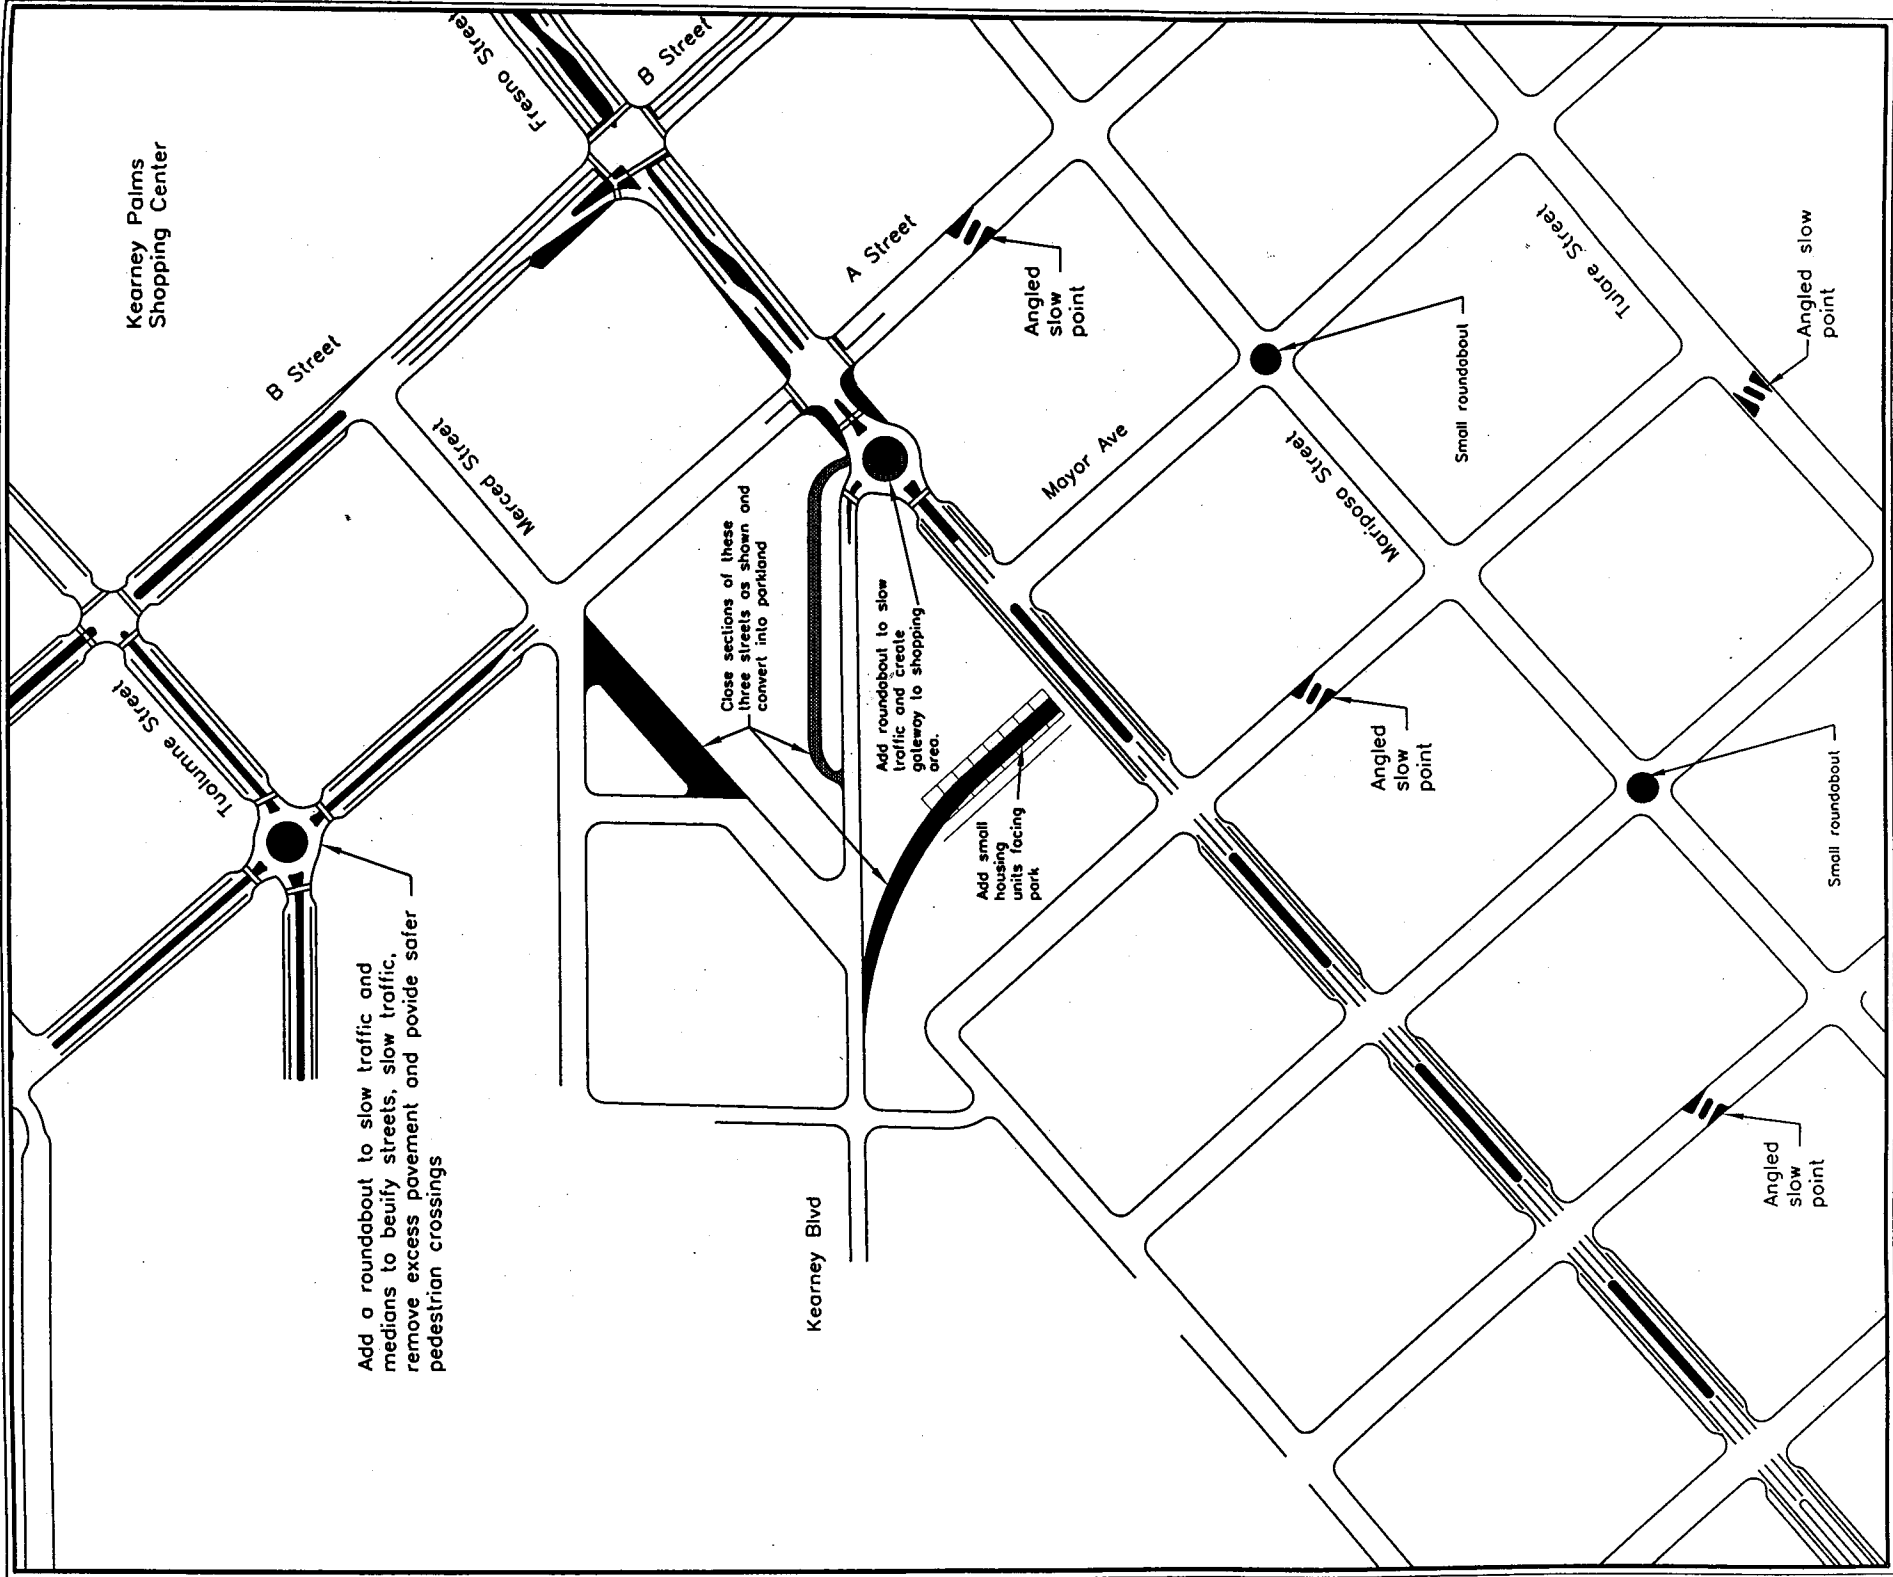 Kearney Palms
Shopping Center
Fresno Street
B Street
B Street
Merced Street
Tuolumne Street
A Street
Angled
slow
point
Mayor Ave
Mariposa Street
Tulare Street
Small roundabout
Angled slow
point
Close sections of these
three streets as shown and
convert into parkland
Add roundabout to slow
traffic and create
gateway to shopping
area.
Add small
housing
units facing
park
Angled
slow
point
Small roundabout
Angled
slow
point
Add a roundabout to slow traffic and
medians to beuify streets, slow traffic,
remove excess pavement and povide safer
pedestrian crossings
Kearney Blvd